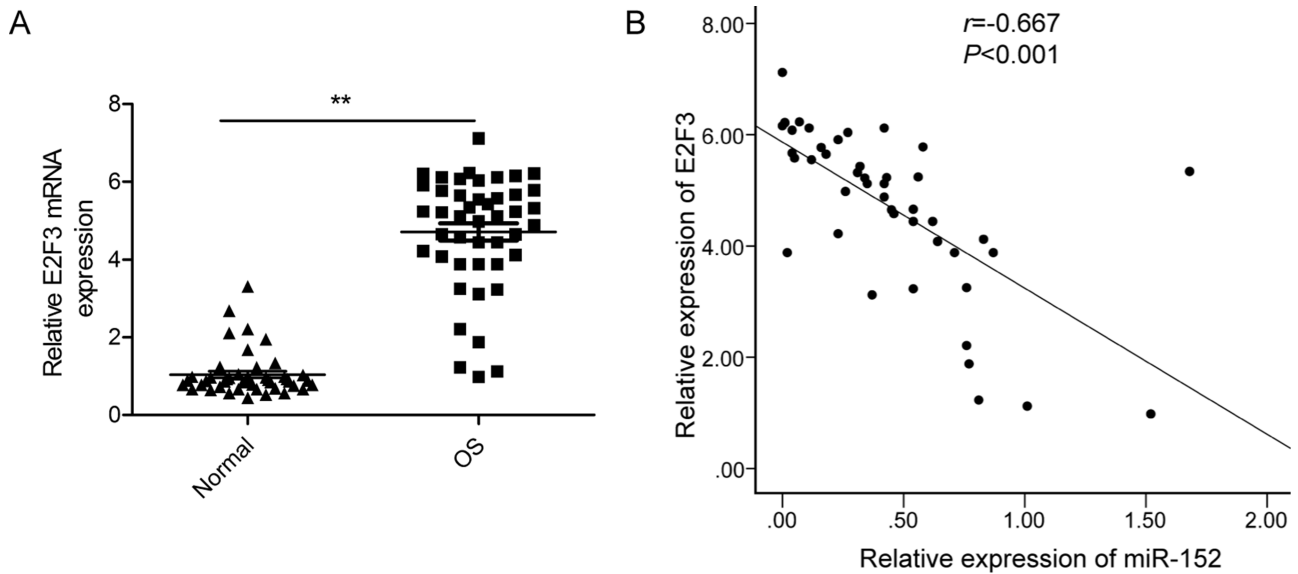 A
Relative E2F3 mRNA
expression
8
6
4
2
0
**
Normal
OS
B
r=-0.667
P<0.001
Relative expression of E2F3
8.00
6.00
4.00
2.00
.00
.00
.50
1.00
1.50
2.00
Relative expression of miR-152